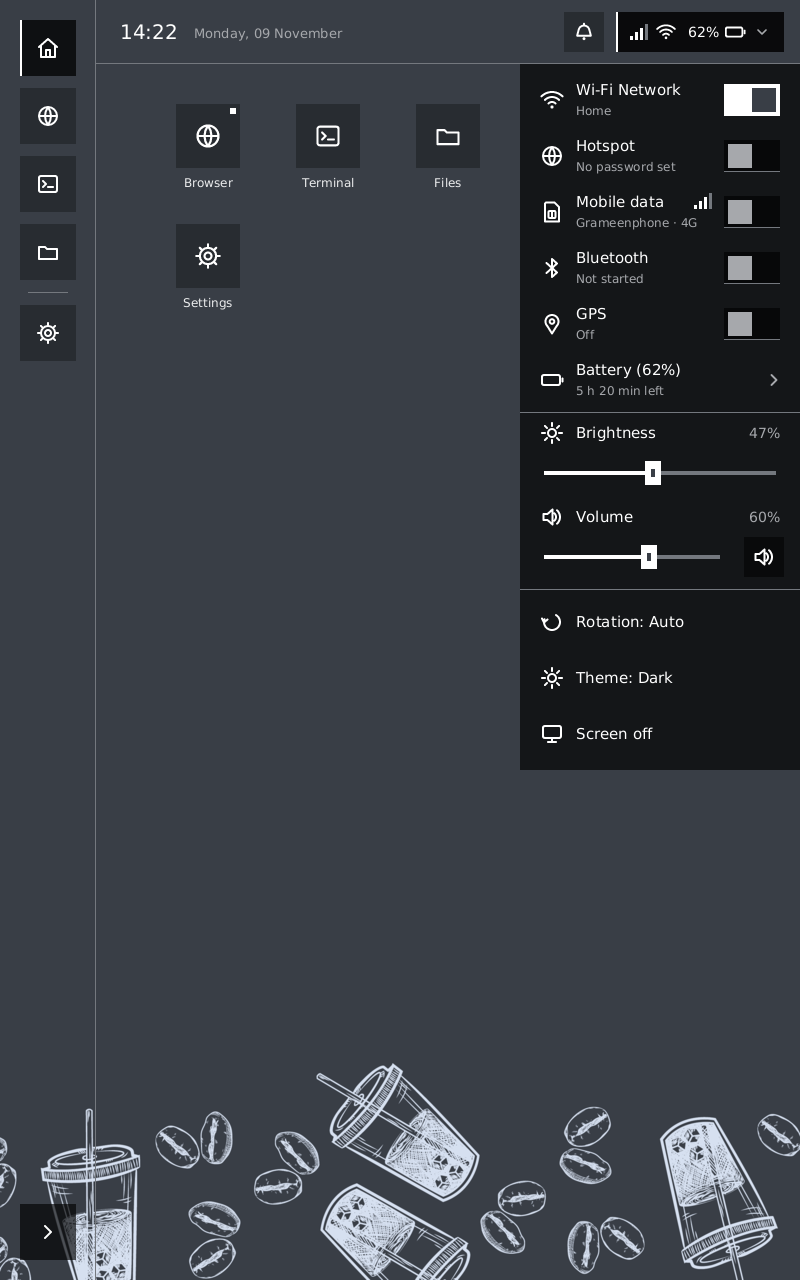 14:22 Monday, 09 November 62%
Wi-Fi Network
Home
Hotspot
No password set
Mobile data
Grameenphone · 4G
Bluetooth
Not started
GPS
Off
Battery (62%)
5 h 20 min left
Brightness 47%
Volume 60%
Rotation: Auto
Theme: Dark
Screen off
Browser Terminal Files
Settings